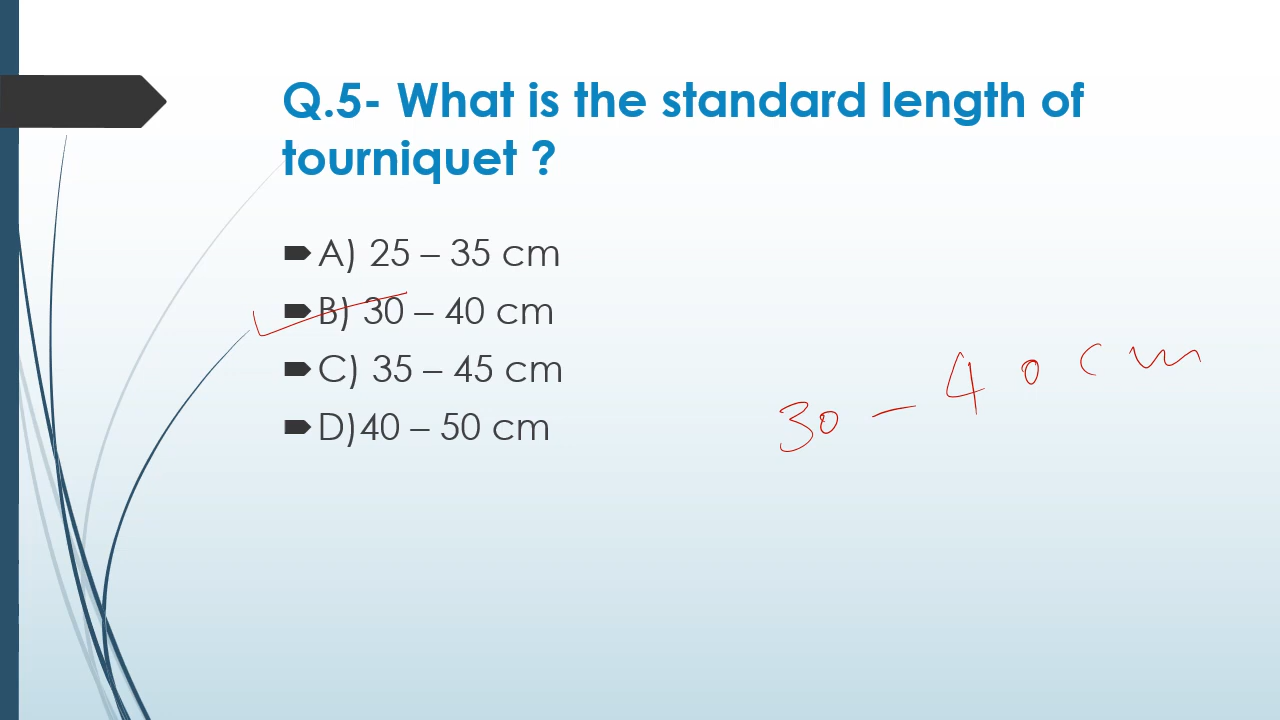 Q.5- What is the standard length of
tourniquet ?
A) 25 – 35 cm
B) 30 – 40 cm
C) 35 – 45 cm
D)40 – 50 cm
30 – 40 cm